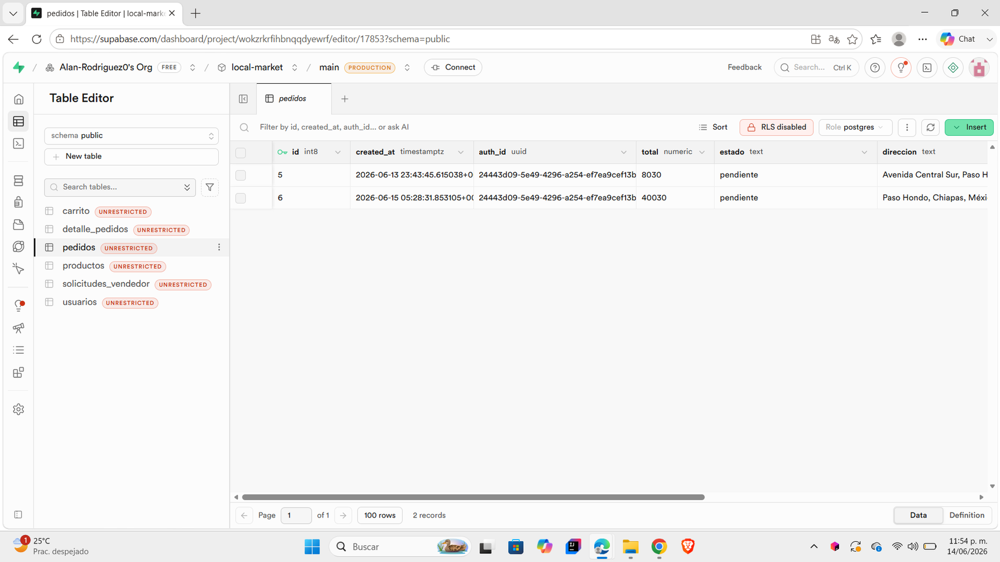 pedidos | Table Editor | local-mark
https://supabase.com/dashboard/project/wokzrkrfihbnqqdyewrf/editor/17853?schema=public
Chat
/ Alan-Rodriguez0's Org FREE / local-market / main PRODUCTION Connect
Feedback Search... Ctrl K
Table Editor
pedidos
schema public
New table
Search tables...
carrito UNRESTRICTED
detalle_pedidos UNRESTRICTED
pedidos UNRESTRICTED
productos UNRESTRICTED
solicitudes_vendedor UNRESTRICTED
usuarios UNRESTRICTED
Filter by id, created_at, auth_id... or ask AI
Sort RLS disabled Role postgres Insert
id int8 created_at timestamptz auth_id uuid total numeric estado text direccion text
5 2026-06-13 23:43:45.615038+0 24443d09-5e49-4296-a254-ef7ea9cef13b 8030 pendiente Avenida Central Sur, Paso H
6 2026-06-15 05:28:31.853105+00 24443d09-5e49-4296-a254-ef7ea9cef13b 40030 pendiente Paso Hondo, Chiapas, Méxi
Page 1 of 1 100 rows 2 records
Data Definition
1 25°C
Prac. despejado
Buscar
11:54 p. m.
14/06/2026